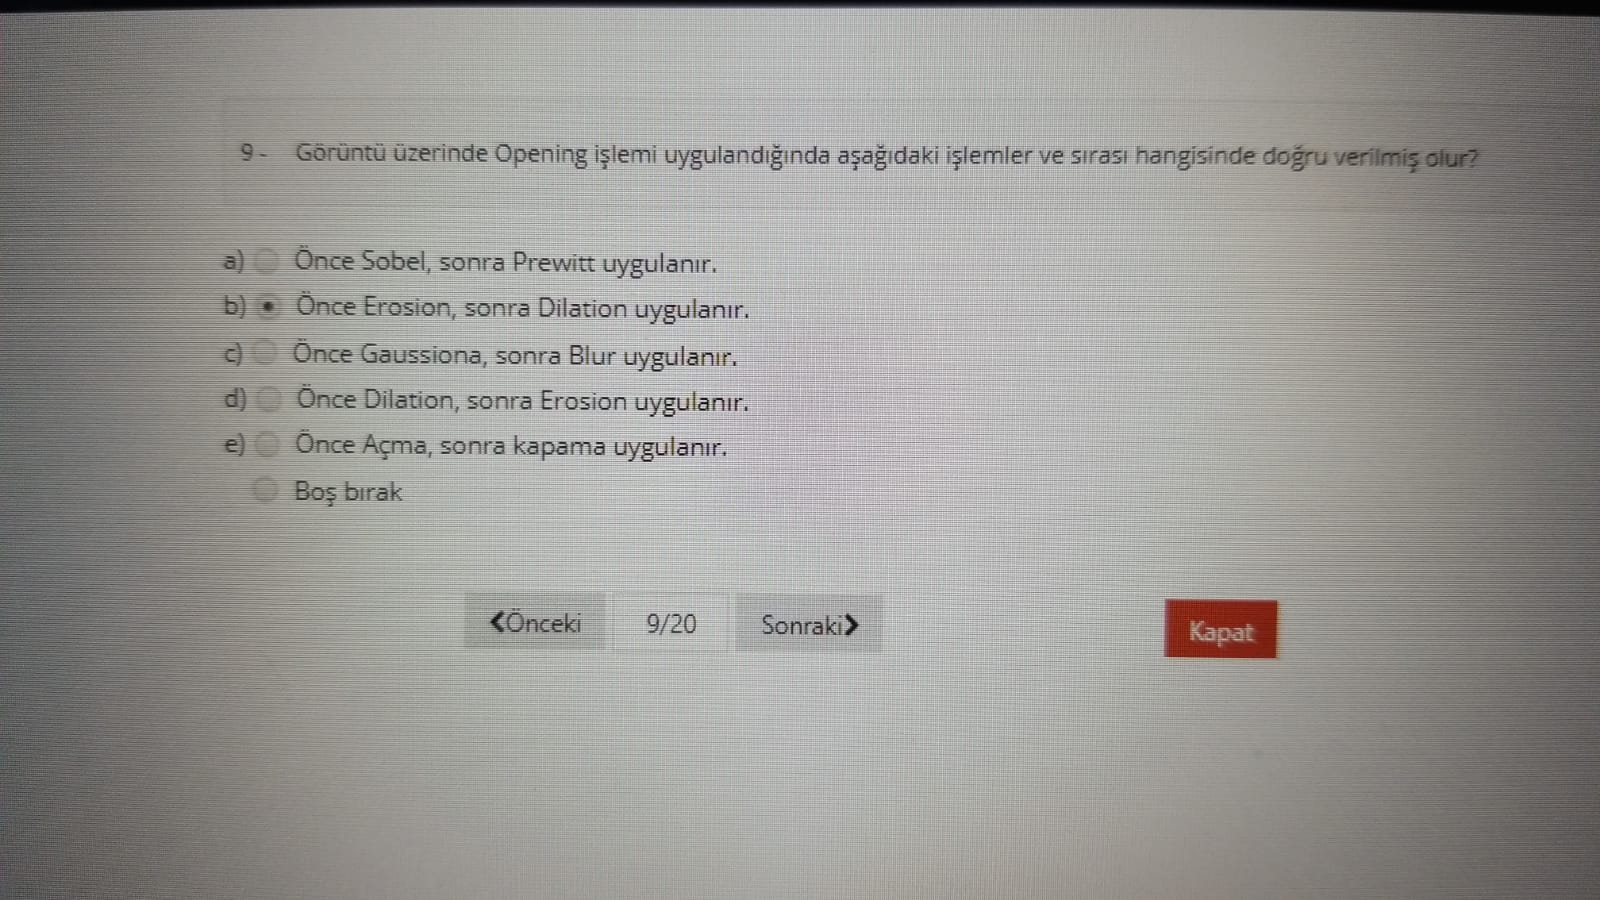 9 - Görüntü üzerinde Opening işlemi uygulandığında aşağıdaki işlemler ve sırası hangisinde doğru verilmiş olur?
a) Önce Sobel, sonra Prewitt uygulanır.
b) Önce Erosion, sonra Dilation uygulanır.
c) Önce Gaussiona, sonra Blur uygulanır.
d) Önce Dilation, sonra Erosion uygulanır.
e) Önce Açma, sonra kapama uygulanır.
Boş bırak
❮Önceki 9/20 Sonraki❯ Kapat